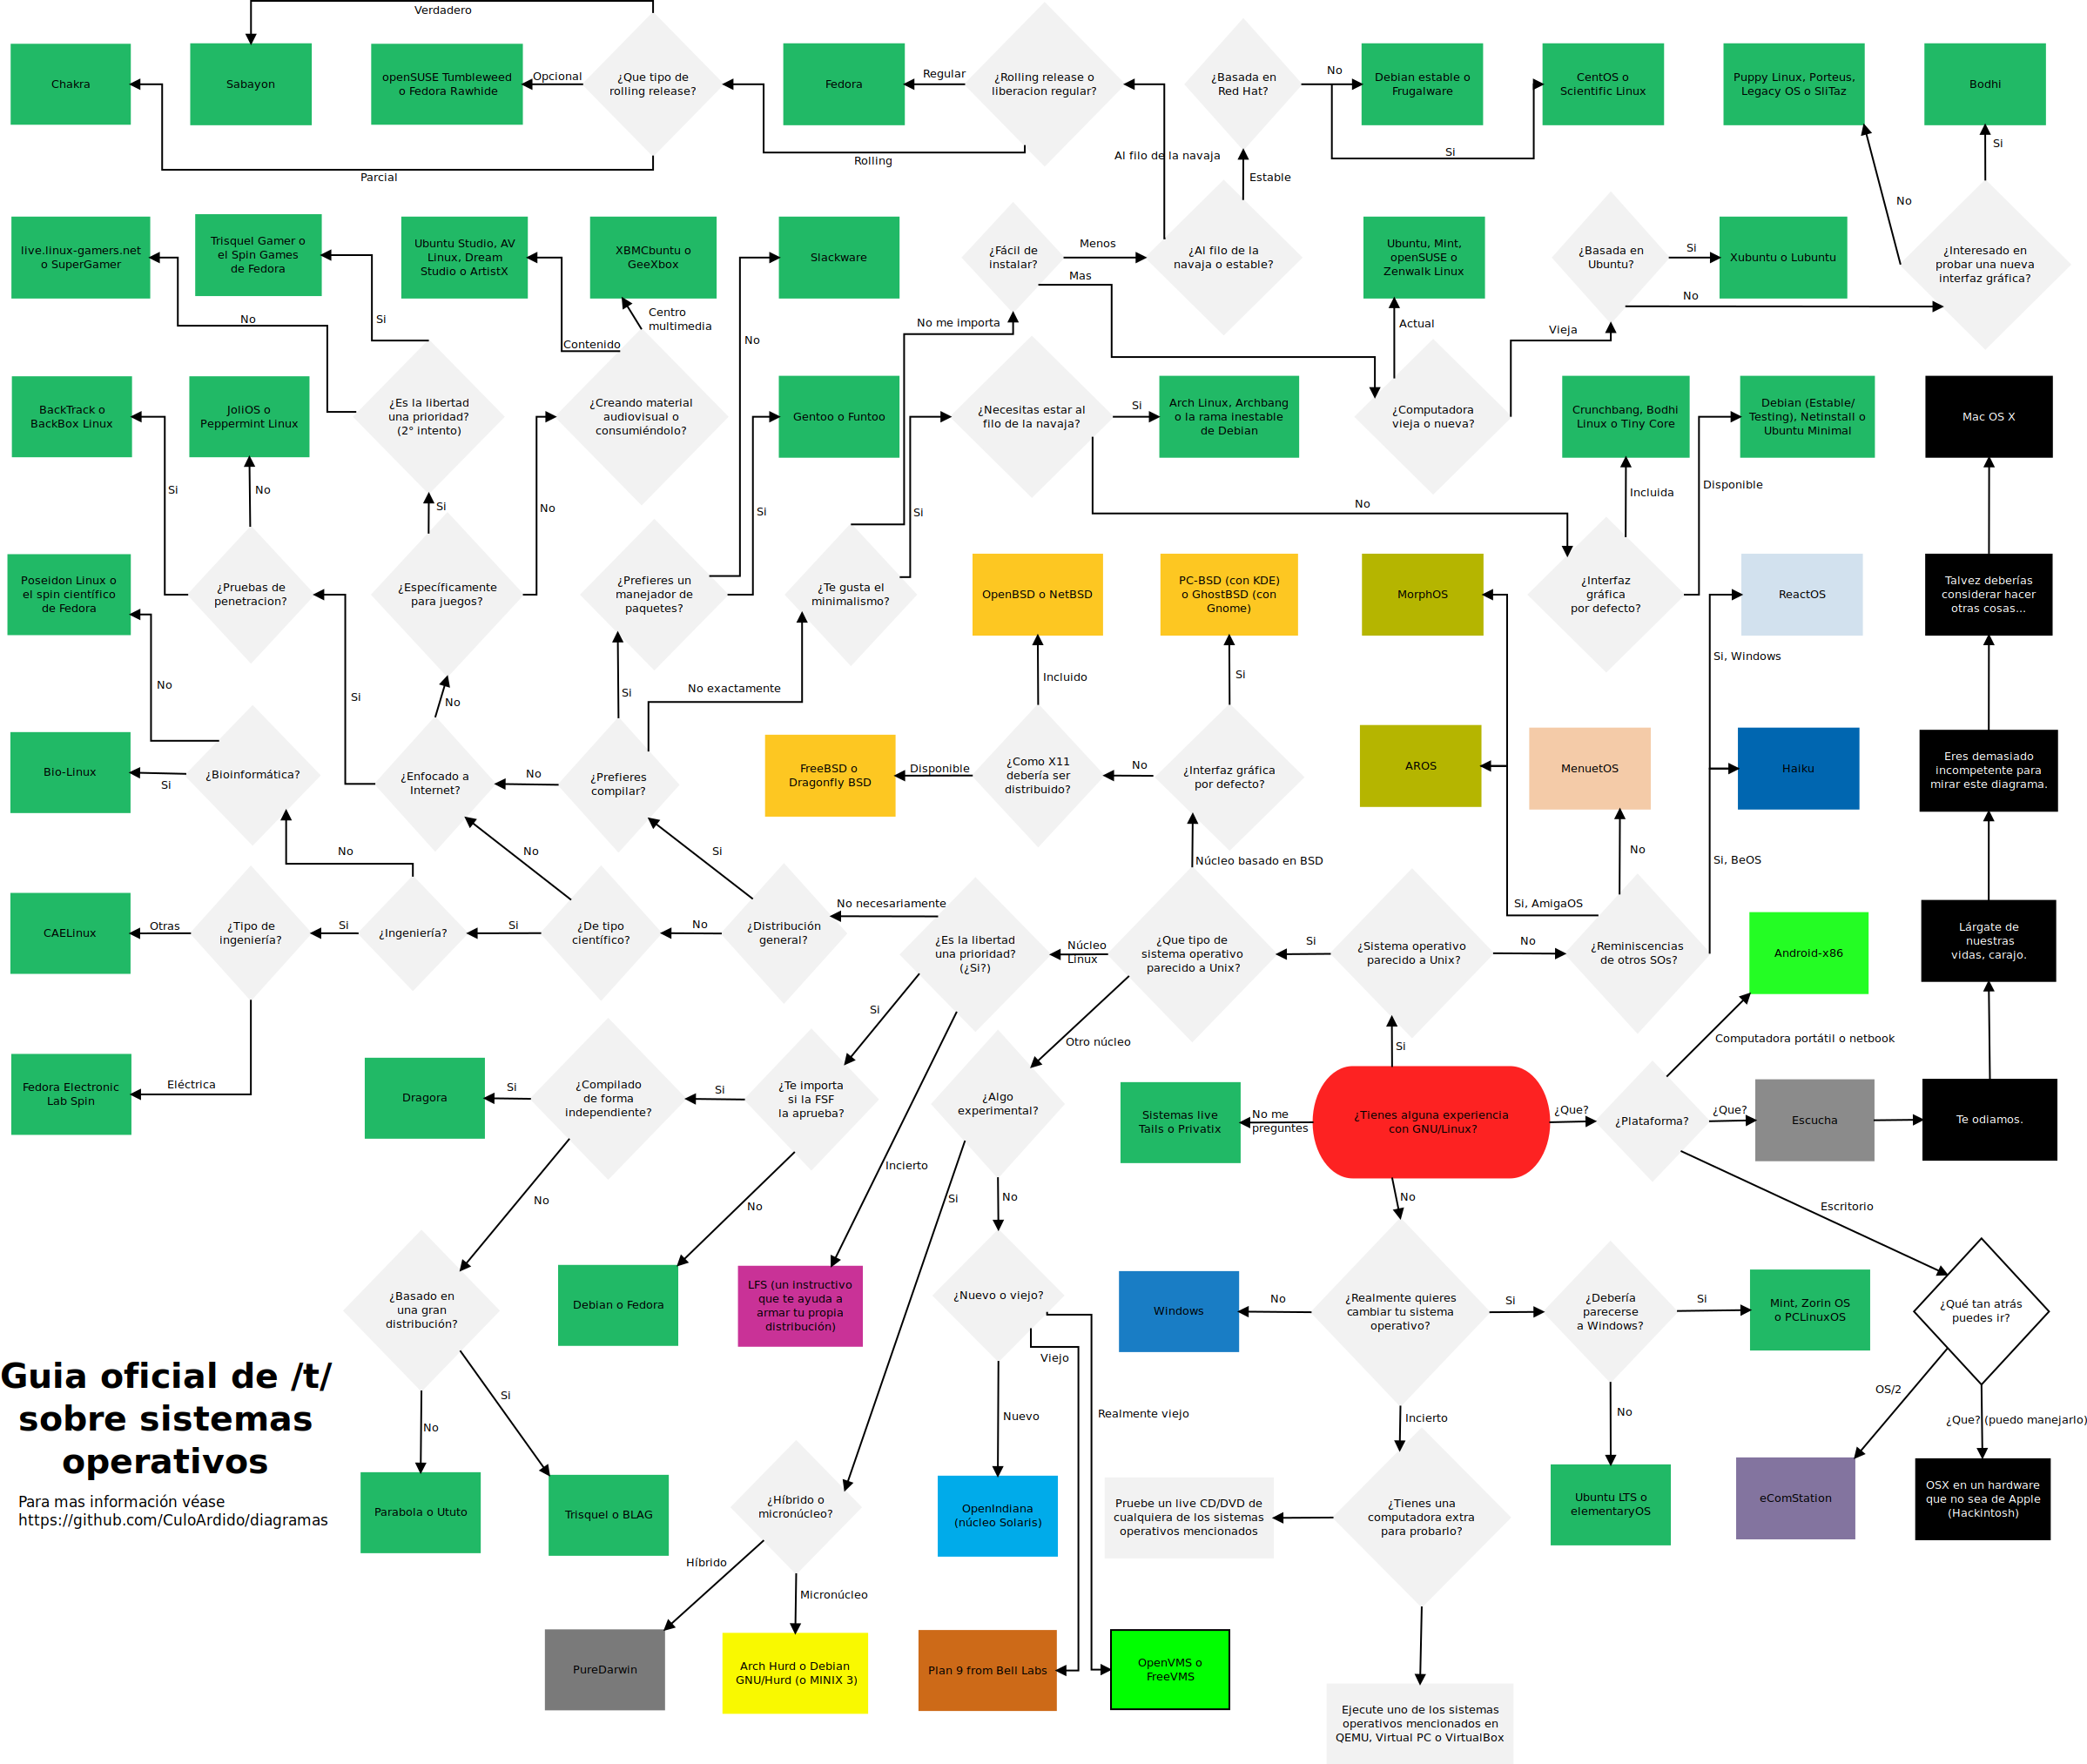 Verdadero
Chakra
Sabayon
openSUSE Tumbleweed
o Fedora Rawhide
Opcional
¿Que tipo de
rolling release?
Fedora
Regular
¿Rolling release o
liberacion regular?
¿Basada en
Red Hat?
No
Debian estable o
Frugalware
CentOS o
Scientific Linux
Puppy Linux, Porteus,
Legacy OS o SliTaz
Bodhi
Parcial
Rolling
Al filo de la navaja
Estable
Si
No
Si
live.linux-gamers.net
o SuperGamer
Trisquel Gamer o
el Spin Games
de Fedora
Ubuntu Studio, AV
Linux, Dream
Studio o ArtistX
XBMCbuntu o
GeeXbox
Slackware
¿Fácil de
instalar?
Menos
Mas
¿Al filo de la
navaja o estable?
Ubuntu, Mint,
openSUSE o
Zenwalk Linux
¿Basada en
Ubuntu?
Si
No
Xubuntu o Lubuntu
¿Interesado en
probar una nueva
interfaz gráfica?
No
Si
Contenido
Centro
multimedia
No
No me importa
Actual
Vieja
BackTrack o
BackBox Linux
JoliOS o
Peppermint Linux
¿Es la libertad
una prioridad?
(2° intento)
¿Creando material
audiovisual o
consumiéndolo?
Gentoo o Funtoo
¿Necesitas estar al
filo de la navaja?
Si
Arch Linux, Archbang
o la rama inestable
de Debian
¿Computadora
vieja o nueva?
Crunchbang, Bodhi
Linux o Tiny Core
Debian (Estable/
Testing), Netinstall o
Ubuntu Minimal
Mac OS X
Si
No
Si
No
Si
Si
No
Incluida
Disponible
Poseidon Linux o
el spin científico
de Fedora
¿Pruebas de
penetracion?
¿Específicamente
para juegos?
¿Prefieres un
manejador de
paquetes?
¿Te gusta el
minimalismo?
OpenBSD o NetBSD
PC-BSD (con KDE)
o GhostBSD (con
Gnome)
MorphOS
¿Interfaz
gráfica
por defecto?
ReactOS
Talvez deberías
considerar hacer
otras cosas...
No
Si
No
Si
No exactamente
Incluido
Si
Si, Windows
Bio-Linux
Si
¿Bioinformática?
¿Enfocado a
Internet?
No
¿Prefieres
compilar?
FreeBSD o
Dragonfly BSD
Disponible
¿Como X11
debería ser
distribuido?
No
¿Interfaz gráfica
por defecto?
AROS
MenuetOS
Haiku
Eres demasiado
incompetente para
mirar este diagrama.
No
No
Si
No necesariamente
Núcleo basado en BSD
Si, AmigaOS
No
Si, BeOS
CAELinux
Otras
¿Tipo de
ingeniería?
Si
¿Ingeniería?
Si
¿De tipo
científico?
No
¿Distribución
general?
¿Es la libertad
una prioridad?
(¿Si?)
Núcleo
Linux
¿Que tipo de
sistema operativo
parecido a Unix?
Si
¿Sistema operativo
parecido a Unix?
No
¿Reminiscencias
de otros SOs?
Android-x86
Lárgate de
nuestras
vidas, carajo.
Si
Otro núcleo
Si
Computadora portátil o netbook
Fedora Electronic
Lab Spin
Eléctrica
Dragora
Si
¿Compilado
de forma
independiente?
Si
¿Te importa
si la FSF
la aprueba?
¿Algo
experimental?
Sistemas live
Tails o Privatix
No me
preguntes
¿Tienes alguna experiencia
con GNU/Linux?
¿Que?
¿Plataforma?
¿Que?
Escucha
Te odiamos.
No
No
Incierto
Si
No
No
Escritorio
¿Basado en
una gran
distribución?
Debian o Fedora
LFS (un instructivo
que te ayuda a
armar tu propia
distribución)
¿Nuevo o viejo?
Windows
No
¿Realmente quieres
cambiar tu sistema
operativo?
Si
¿Debería
parecerse
a Windows?
Si
Mint, Zorin OS
o PCLinuxOS
¿Qué tan atrás
puedes ir?
Guia oficial de /t/
sobre sistemas
operativos
No
Si
Viejo
Nuevo
Realmente viejo
Incierto
No
OS/2
¿Que? (puedo manejarlo)
Para mas información véase
https://github.com/CuloArdido/diagramas
Parabola o Ututo
Trisquel o BLAG
¿Híbrido o
micronúcleo?
OpenIndiana
(núcleo Solaris)
Pruebe un live CD/DVD de
cualquiera de los sistemas
operativos mencionados
¿Tienes una
computadora extra
para probarlo?
Ubuntu LTS o
elementaryOS
eComStation
OSX en un hardware
que no sea de Apple
(Hackintosh)
Híbrido
Micronúcleo
PureDarwin
Arch Hurd o Debian
GNU/Hurd (o MINIX 3)
Plan 9 from Bell Labs
OpenVMS o
FreeVMS
Ejecute uno de los sistemas
operativos mencionados en
QEMU, Virtual PC o VirtualBox